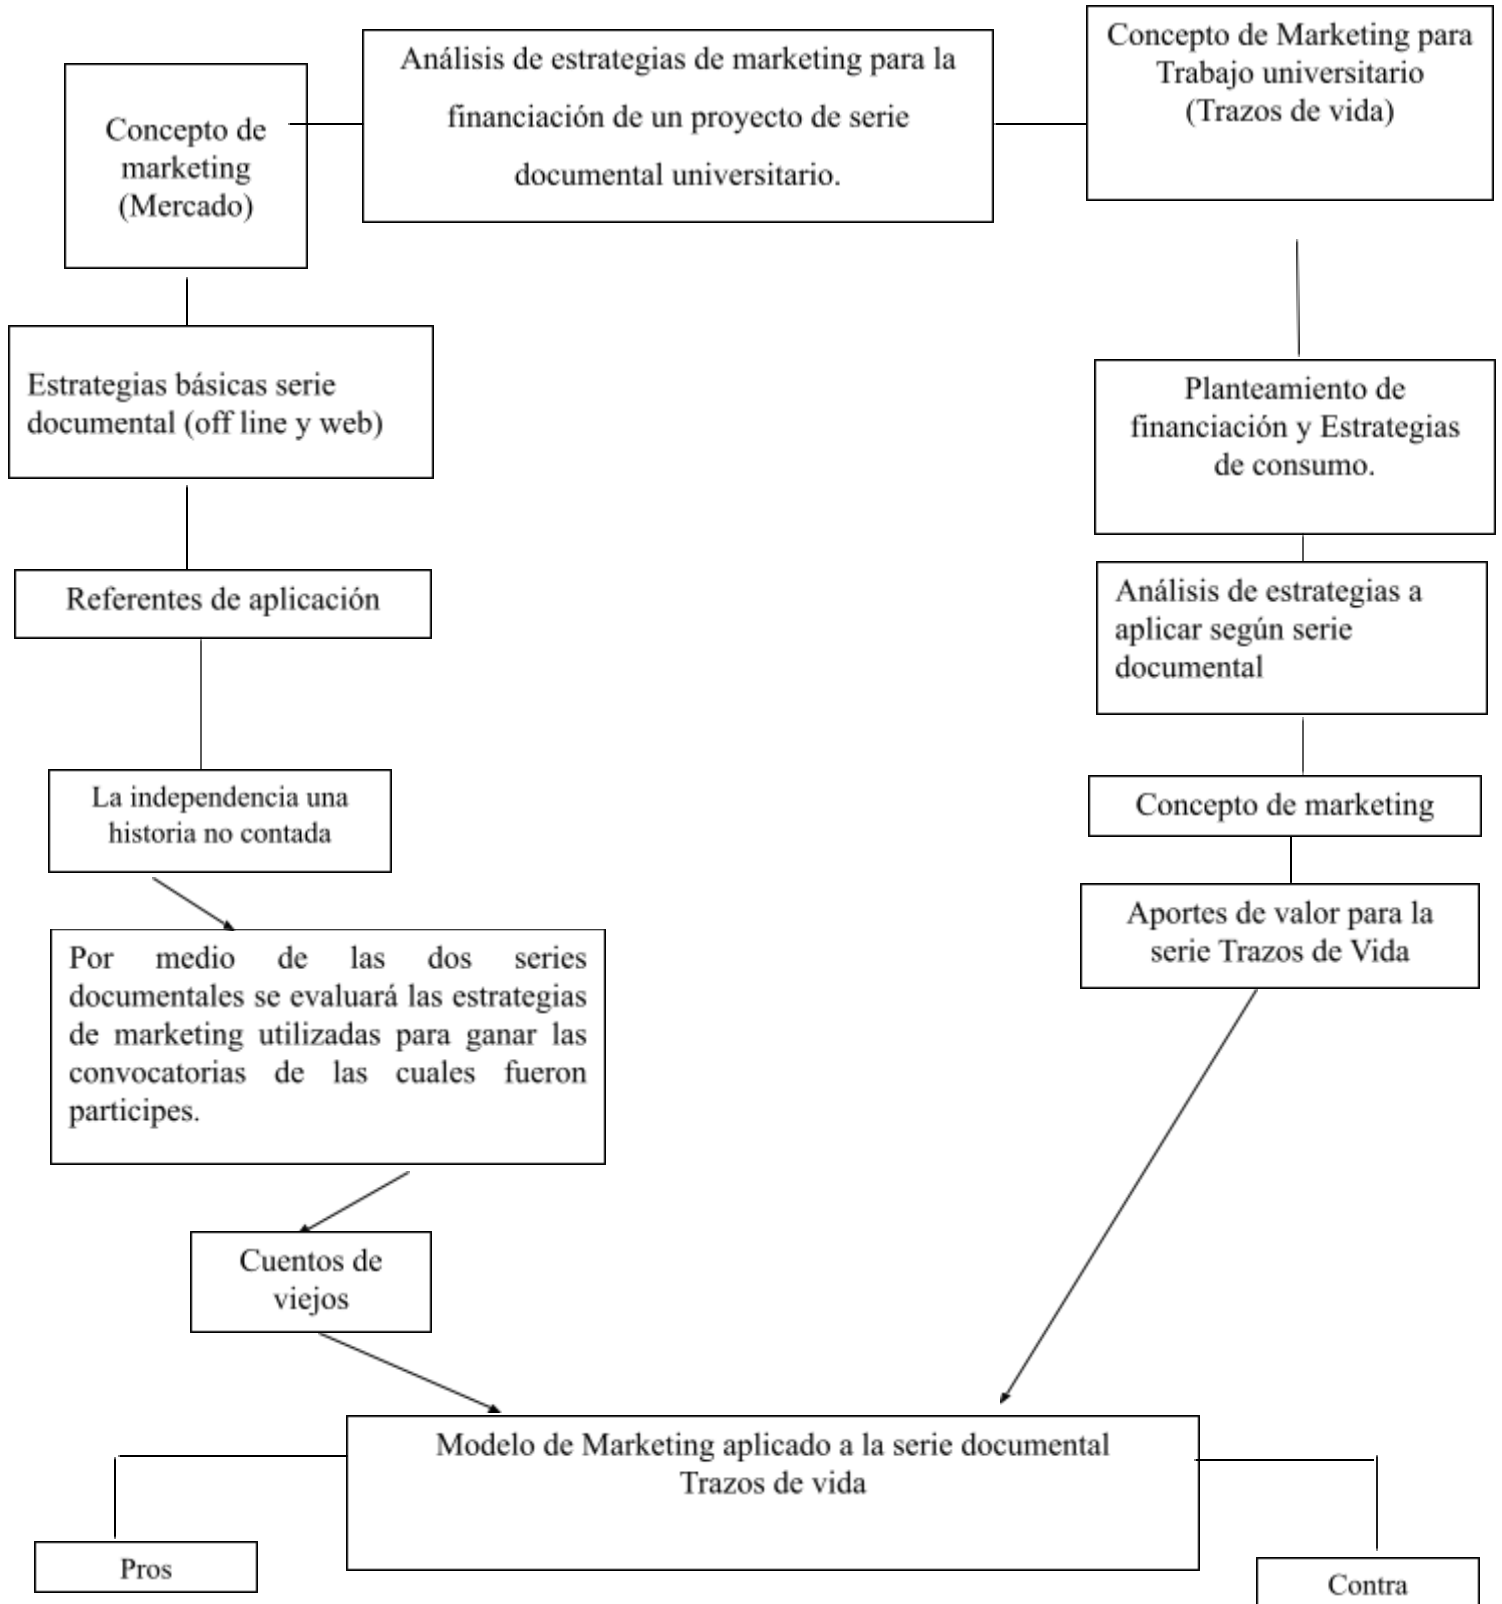 Concepto de
marketing
(Mercado)
Análisis de estrategias de marketing para la
financiación de un proyecto de serie
documental universitario.
Concepto de Marketing para
Trabajo universitario
(Trazos de vida)
Estrategias básicas serie
documental (off line y web)
Referentes de aplicación
La independencia una
historia no contada
Por medio de las dos series
documentales se evaluará las estrategias
de marketing utilizadas para ganar las
convocatorias de las cuales fueron
participes.
Cuentos de
viejos
Planteamiento de
financiación y Estrategias
de consumo.
Análisis de estrategias a
aplicar según serie
documental
Concepto de marketing
Aportes de valor para la
serie Trazos de Vida
Modelo de Marketing aplicado a la serie documental
Trazos de vida
Pros
Contra